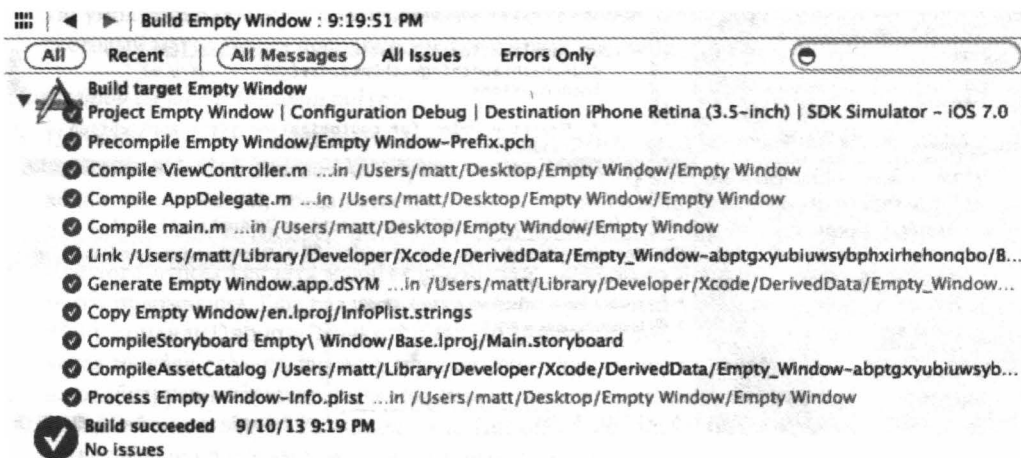 Build Empty Window : 9:19:51 PM
All Recent All Messages All Issues Errors Only
Build target Empty Window
Project Empty Window | Configuration Debug | Destination iPhone Retina (3.5-inch) | SDK Simulator - iOS 7.0
Precompile Empty Window/Empty Window-Prefix.pch
Compile ViewController.m ...in /Users/matt/Desktop/Empty Window/Empty Window
Compile AppDelegate.m ...in /Users/matt/Desktop/Empty Window/Empty Window
Compile main.m ...in /Users/matt/Desktop/Empty Window/Empty Window
Link /Users/matt/Library/Developer/Xcode/DerivedData/Empty_Window-abptgxyubiuwsybphxirhehonqbo/B...
Generate Empty Window.app.dSYM ...in /Users/matt/Library/Developer/Xcode/DerivedData/Empty_Window...
Copy Empty Window/en.lproj/InfoPlist.strings
CompileStoryboard Empty\ Window/Base.lproj/Main.storyboard
CompileAssetCatalog /Users/matt/Library/Developer/Xcode/DerivedData/Empty_Window-abptgxyubiuwsyb...
Process Empty Window-Info.plist ...in /Users/matt/Desktop/Empty Window/Empty Window
Build succeeded 9/10/13 9:19 PM
No issues